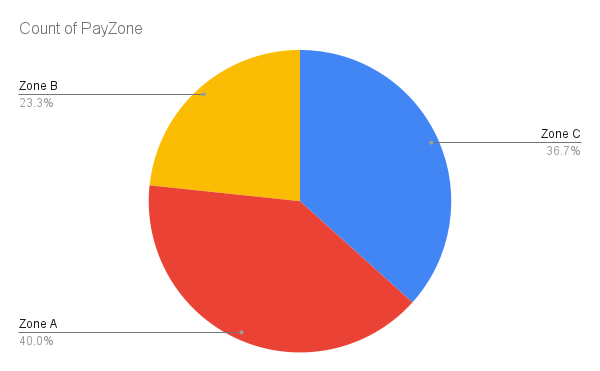 Count of PayZone
Zone B
23.3%
Zone C
36.7%
Zone A
40.0%